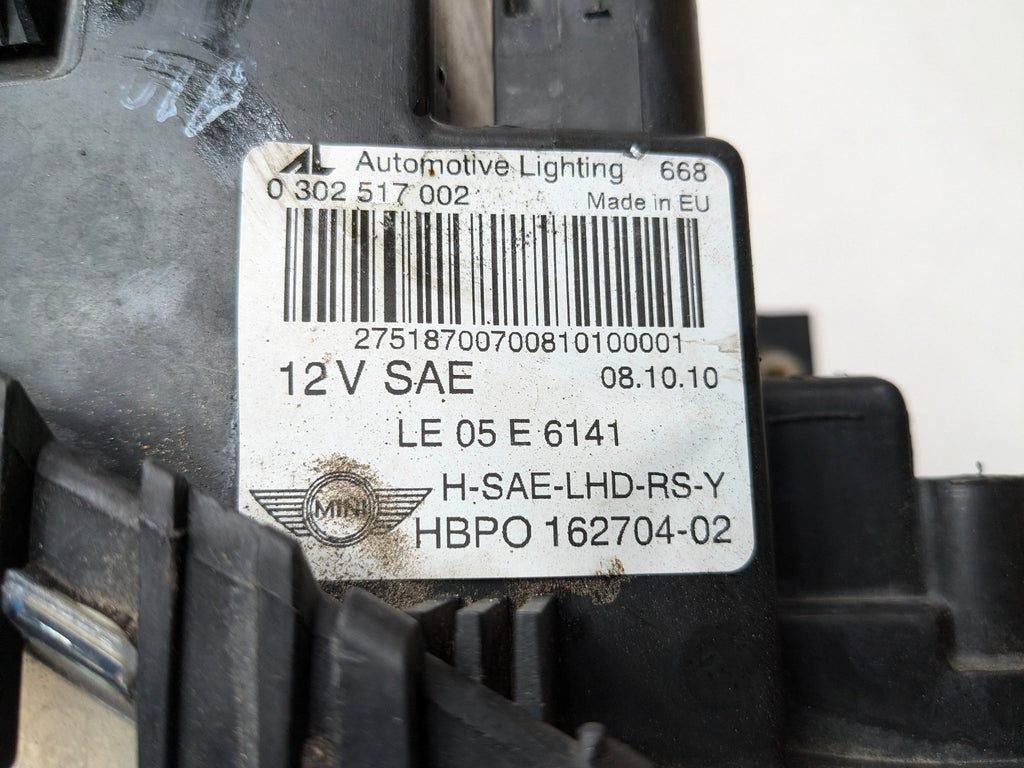 AL Automotive Lighting 668
0 302 517 002 Made in EU
27518700700810100001
12V SAE 08.10.10
LE 05 E 6141
MINI H-SAE-LHD-RS-Y
HBPO 162704-02